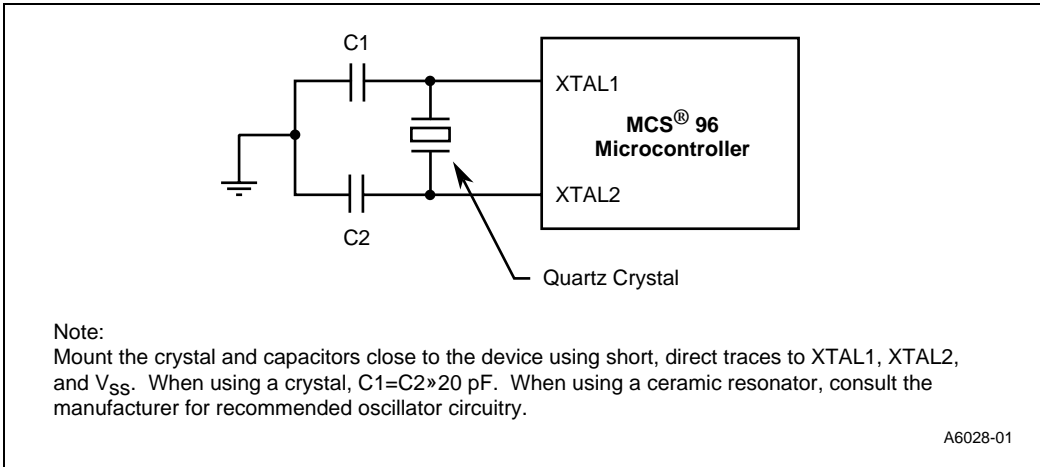 C1
XTAL1
MCS® 96
Microcontroller
XTAL2
C2
Quartz Crystal
Note:
Mount the crystal and capacitors close to the device using short, direct traces to XTAL1, XTAL2,
and VSS. When using a crystal, C1=C2»20 pF. When using a ceramic resonator, consult the
manufacturer for recommended oscillator circuitry.
A6028-01